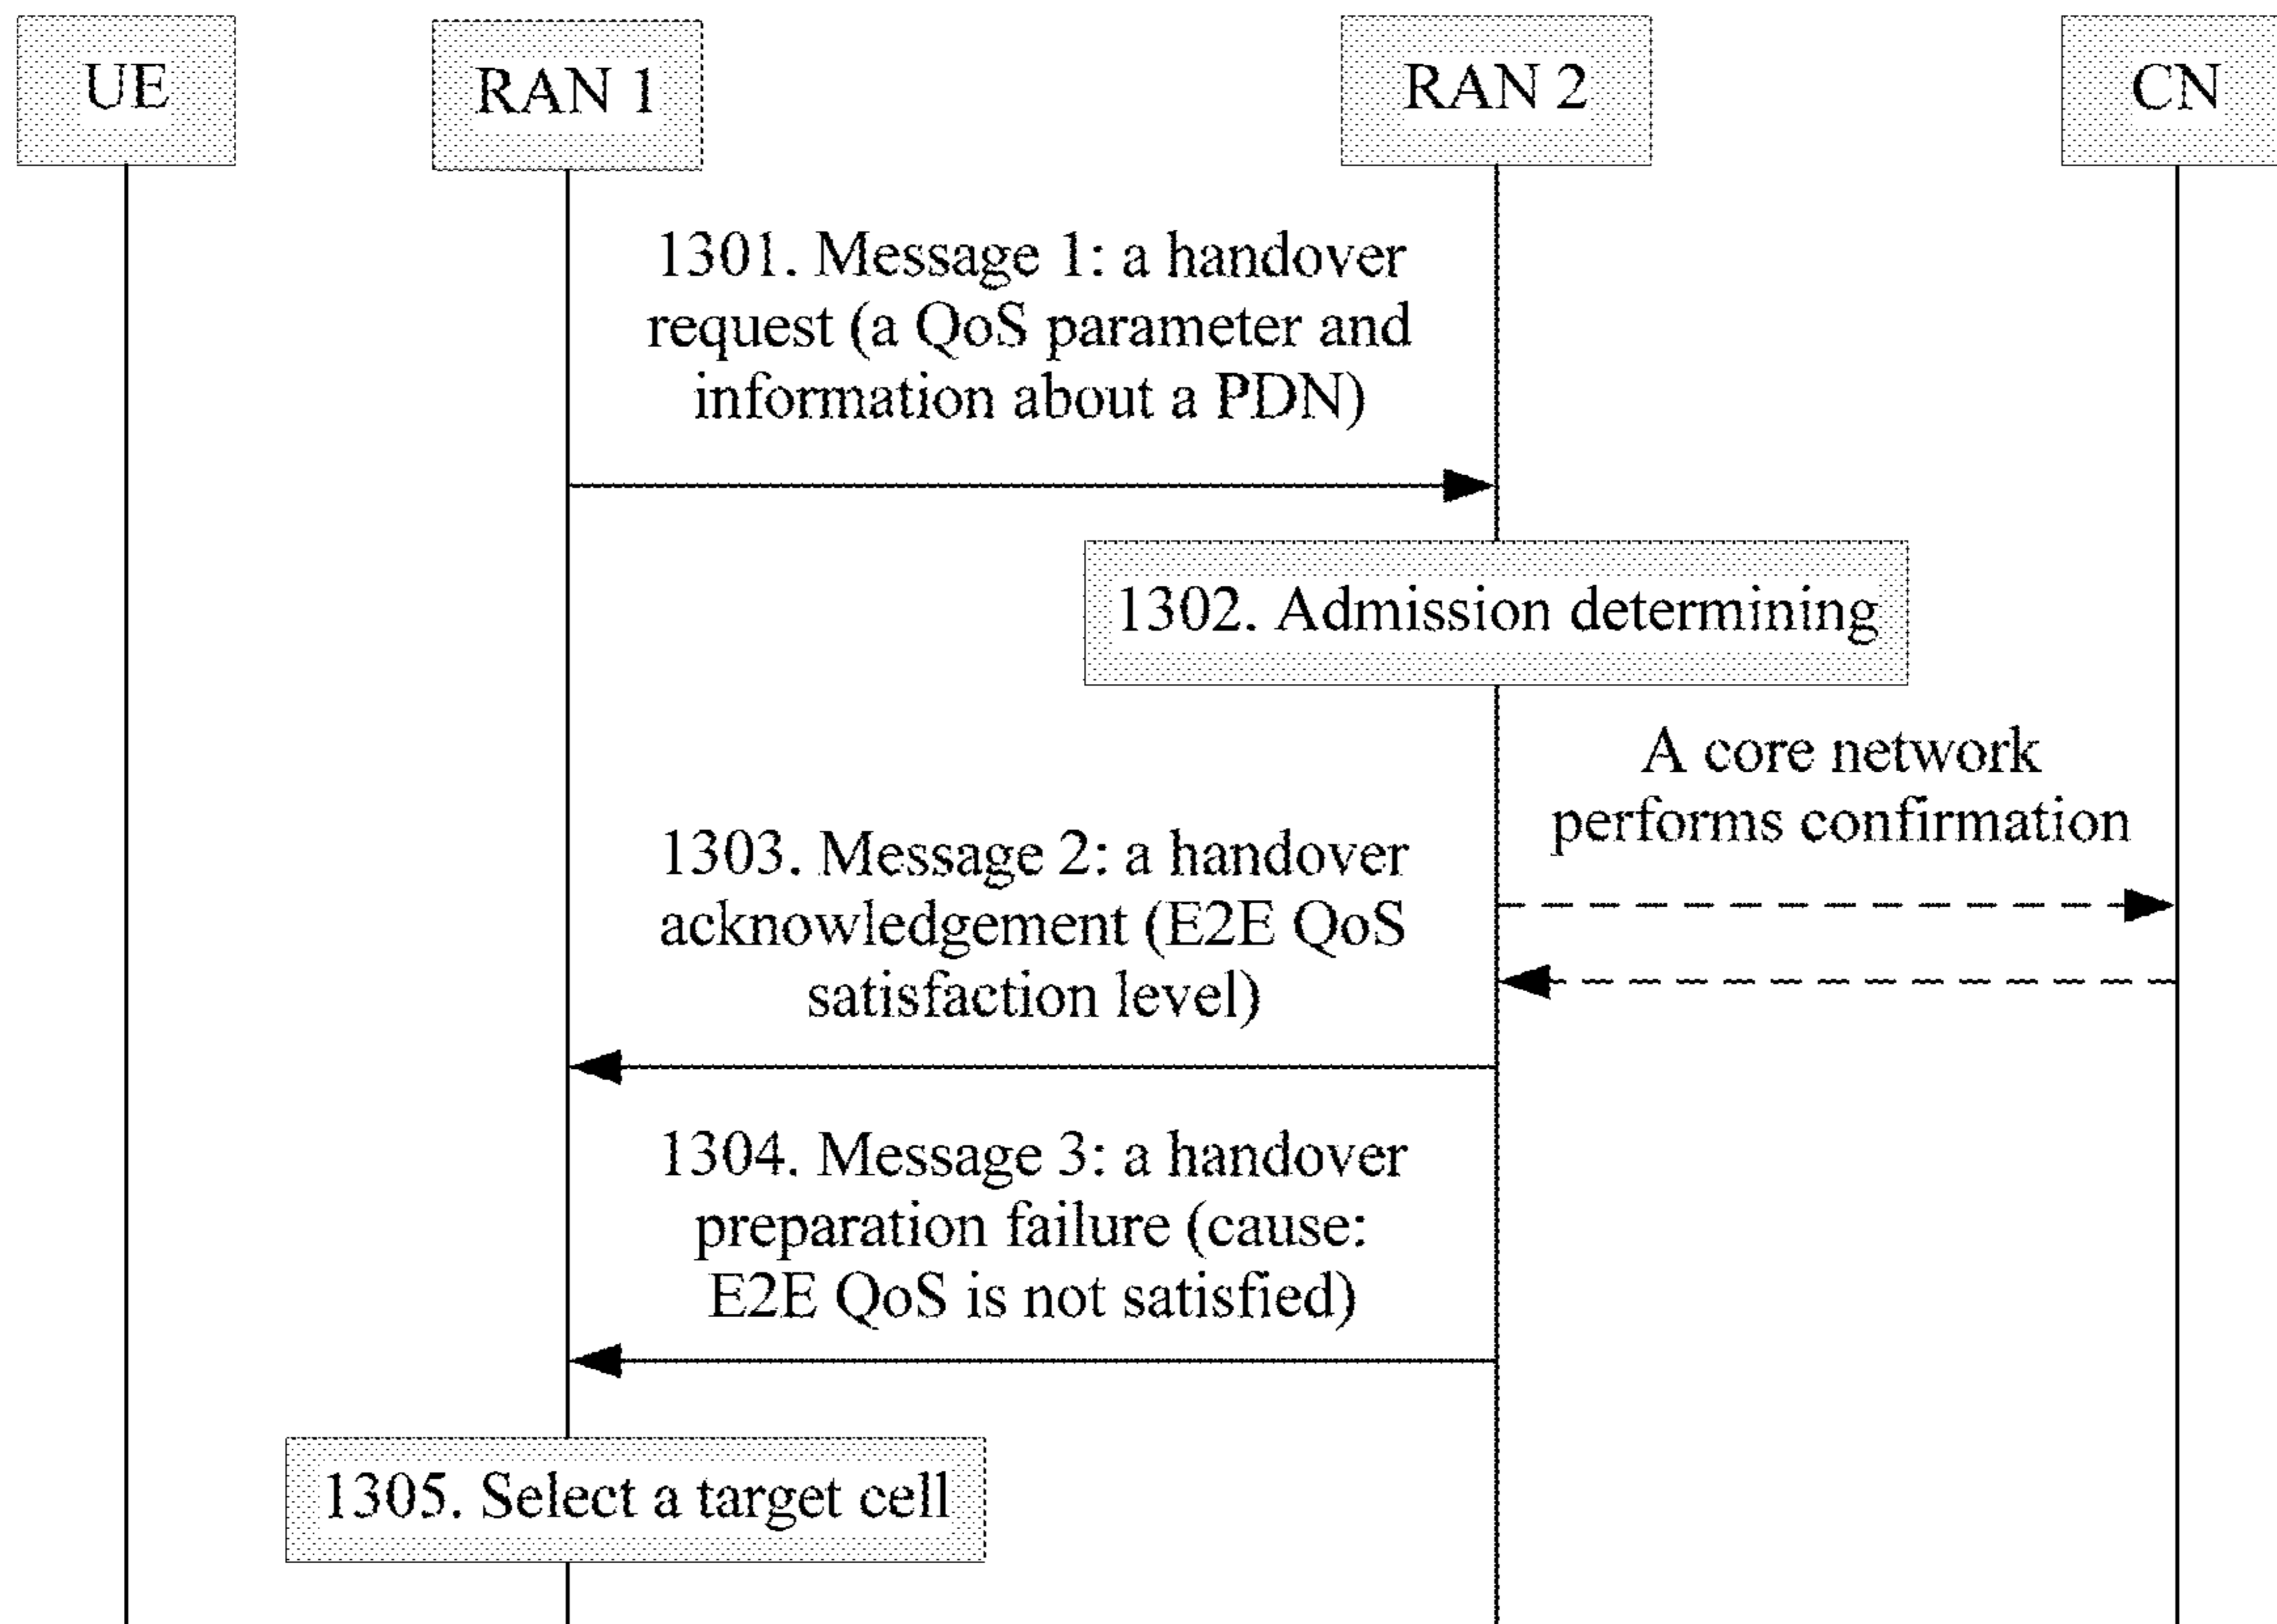 UE
RAN 1
RAN 2
CN
1301. Message 1: a handover
request (a QoS parameter and
information about a PDN)
1302. Admission determining
A core network
performs confirmation
1303. Message 2: a handover
acknowledgement (E2E QoS
satisfaction level)
1304. Message 3: a handover
preparation failure (cause:
E2E QoS is not satisfied)
1305. Select a target cell